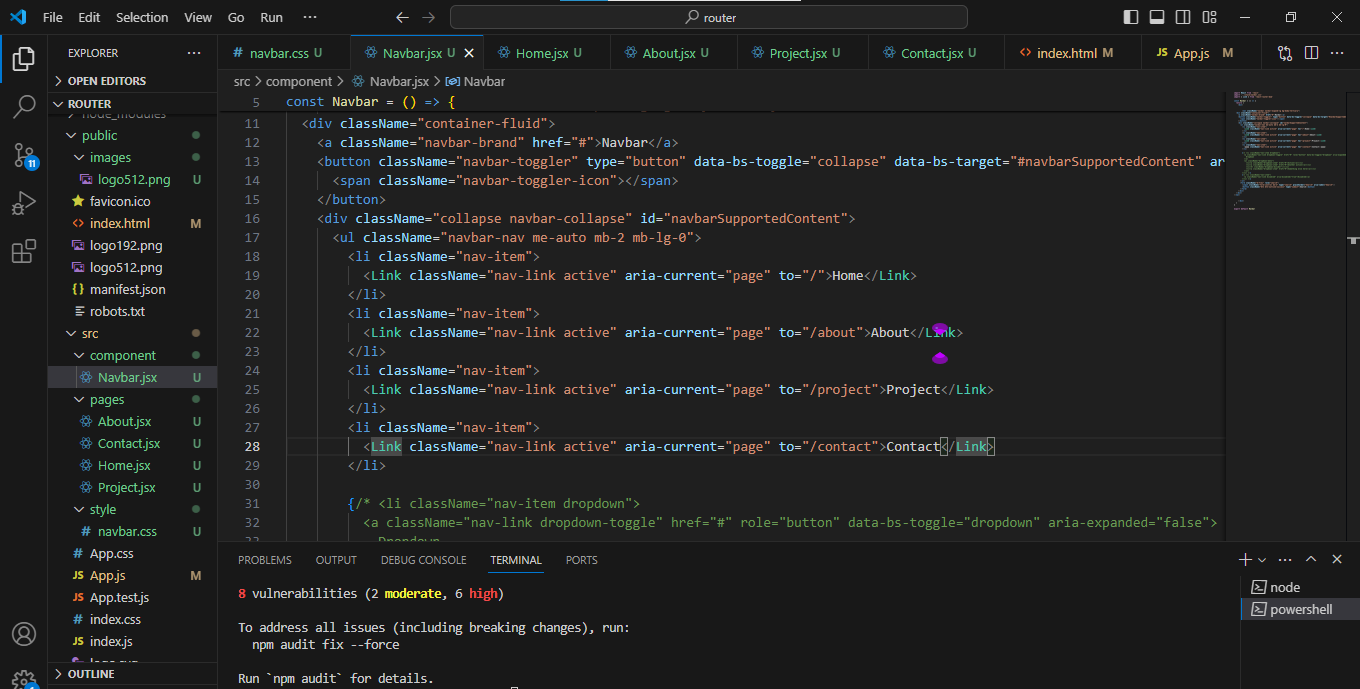 File Edit Selection View Go Run ··· router
EXPLORER ···
OPEN EDITORS
ROUTER
node_modules
public
images
logo512.png U
favicon.ico
index.html M
logo192.png
logo512.png
manifest.json
robots.txt
src
component
Navbar.jsx U
pages
About.jsx U
Contact.jsx U
Home.jsx U
Project.jsx U
style
navbar.css U
App.css
App.js M
App.test.js
index.css
index.js
OUTLINE
11
navbar.css U Navbar.jsx U Home.jsx U About.jsx U Project.jsx U Contact.jsx U index.html M App.js M
src > component > Navbar.jsx > Navbar
5 const Navbar = () => {
11 <div className="container-fluid">
12 <a className="navbar-brand" href="#">Navbar</a>
13 <button className="navbar-toggler" type="button" data-bs-toggle="collapse" data-bs-target="#navbarSupportedContent" ar
14 <span className="navbar-toggler-icon"></span>
15 </button>
16 <div className="collapse navbar-collapse" id="navbarSupportedContent">
17 <ul className="navbar-nav me-auto mb-2 mb-lg-0">
18 <li className="nav-item">
19 <Link className="nav-link active" aria-current="page" to="/">Home</Link>
20 </li>
21 <li className="nav-item">
22 <Link className="nav-link active" aria-current="page" to="/about">About</Link>
23 </li>
24 <li className="nav-item">
25 <Link className="nav-link active" aria-current="page" to="/project">Project</Link>
26 </li>
27 <li className="nav-item">
28 <Link className="nav-link active" aria-current="page" to="/contact">Contact</Link>
29 </li>
30
31 {/* <li className="nav-item dropdown">
32 <a className="nav-link dropdown-toggle" href="#" role="button" data-bs-toggle="dropdown" aria-expanded="false">
PROBLEMS OUTPUT DEBUG CONSOLE TERMINAL PORTS
8 vulnerabilities (2 moderate, 6 high)
To address all issues (including breaking changes), run:
npm audit fix --force
Run `npm audit` for details.
node
powershell